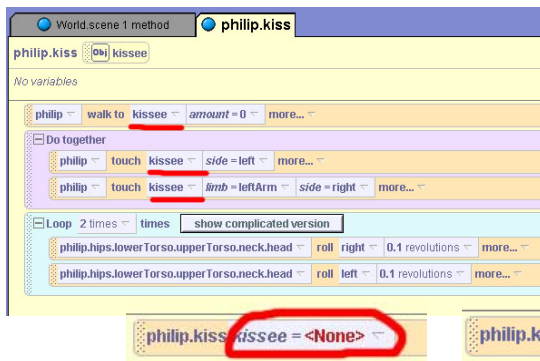 World.scene 1 method philip.kiss
philip.kiss Obj kissee
No variables
philip walk to kissee amount = 0 more...
Do together
philip touch kissee side = left more...
philip touch kissee limb = leftArm side = right more...
Loop 2 times times show complicated version
philip.hips.lowerTorso.upperTorso.neck.head roll right 0.1 revolutions more...
philip.hips.lowerTorso.upperTorso.neck.head roll left 0.1 revolutions more...
philip.kiss kissee = <None> philip.k